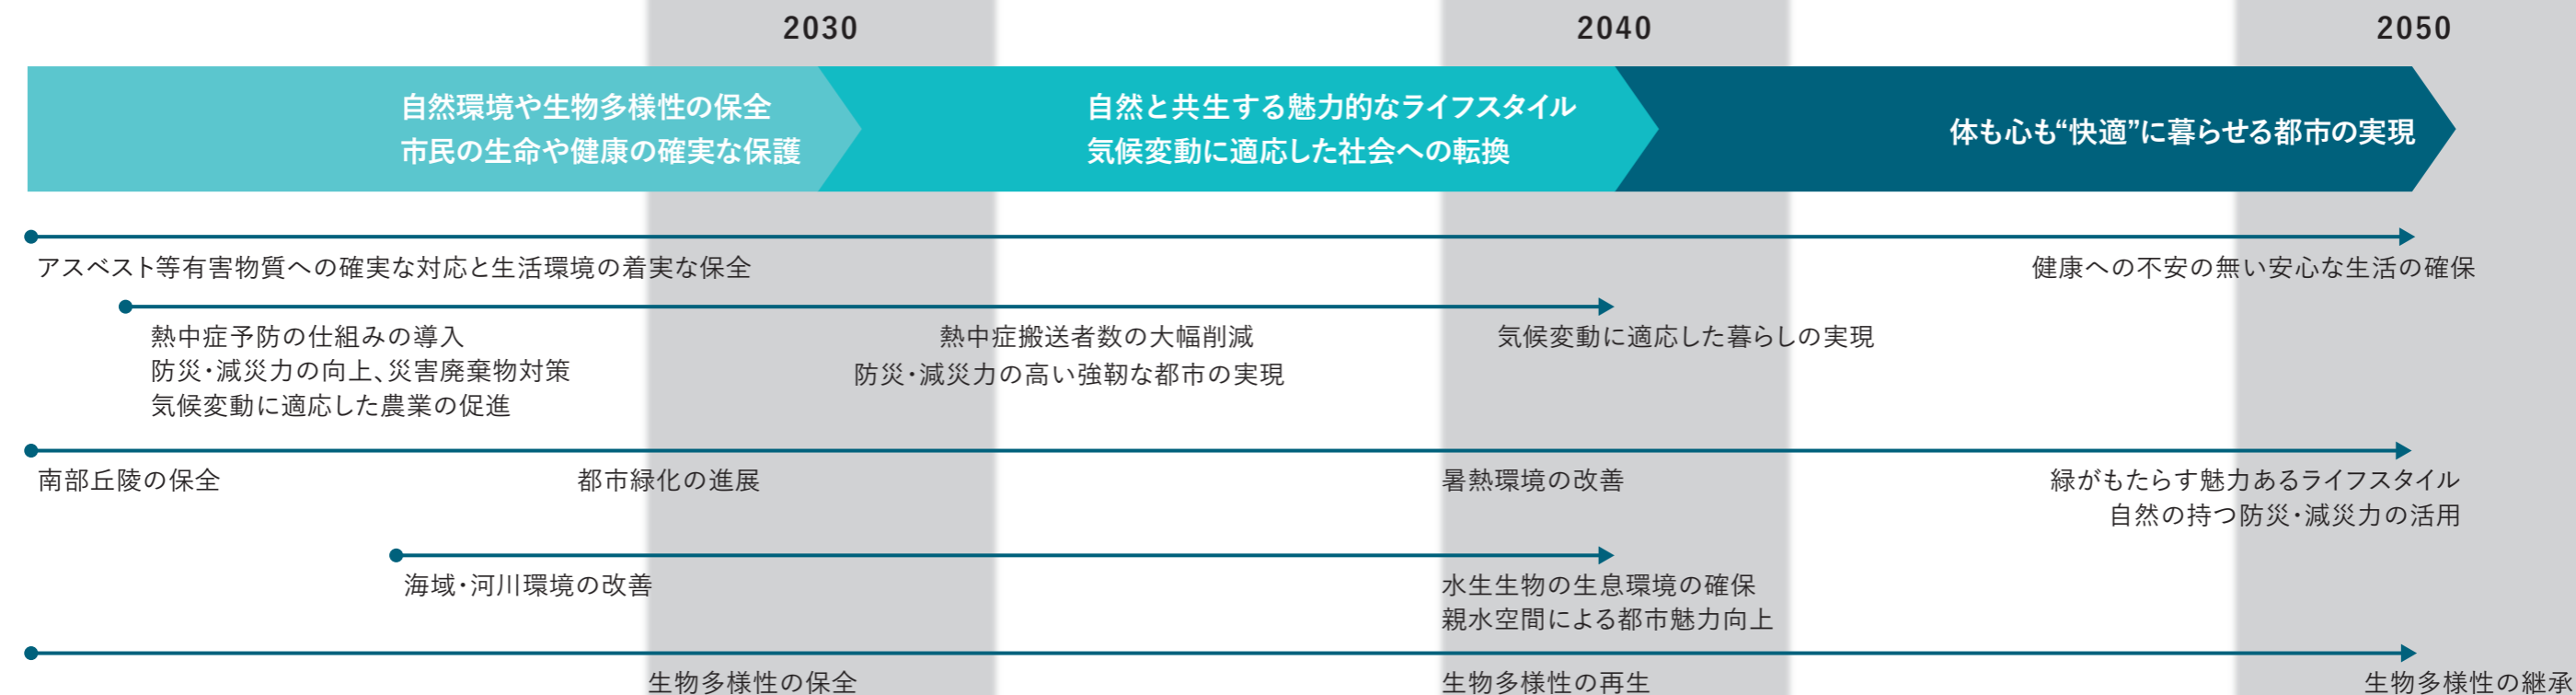 2030
2040
2050
自然環境や生物多様性の保全
市民の生命や健康の確実な保護
自然と共生する魅力的なライフスタイル
気候変動に適応した社会への転換
体も心も“快適”に暮らせる都市の実現
アスベスト等有害物質への確実な対応と生活環境の着実な保全
健康への不安の無い安心な生活の確保
熱中症予防の仕組みの導入
防災・減災力の向上、災害廃棄物対策
気候変動に適応した農業の促進
熱中症搬送者数の大幅削減
防災・減災力の高い強靭な都市の実現
気候変動に適応した暮らしの実現
南部丘陵の保全
都市緑化の進展
暑熱環境の改善
緑がもたらす魅力あるライフスタイル
自然の持つ防災・減災力の活用
海域・河川環境の改善
水生生物の生息環境の確保
親水空間による都市魅力向上
生物多様性の保全
生物多様性の再生
生物多様性の継承